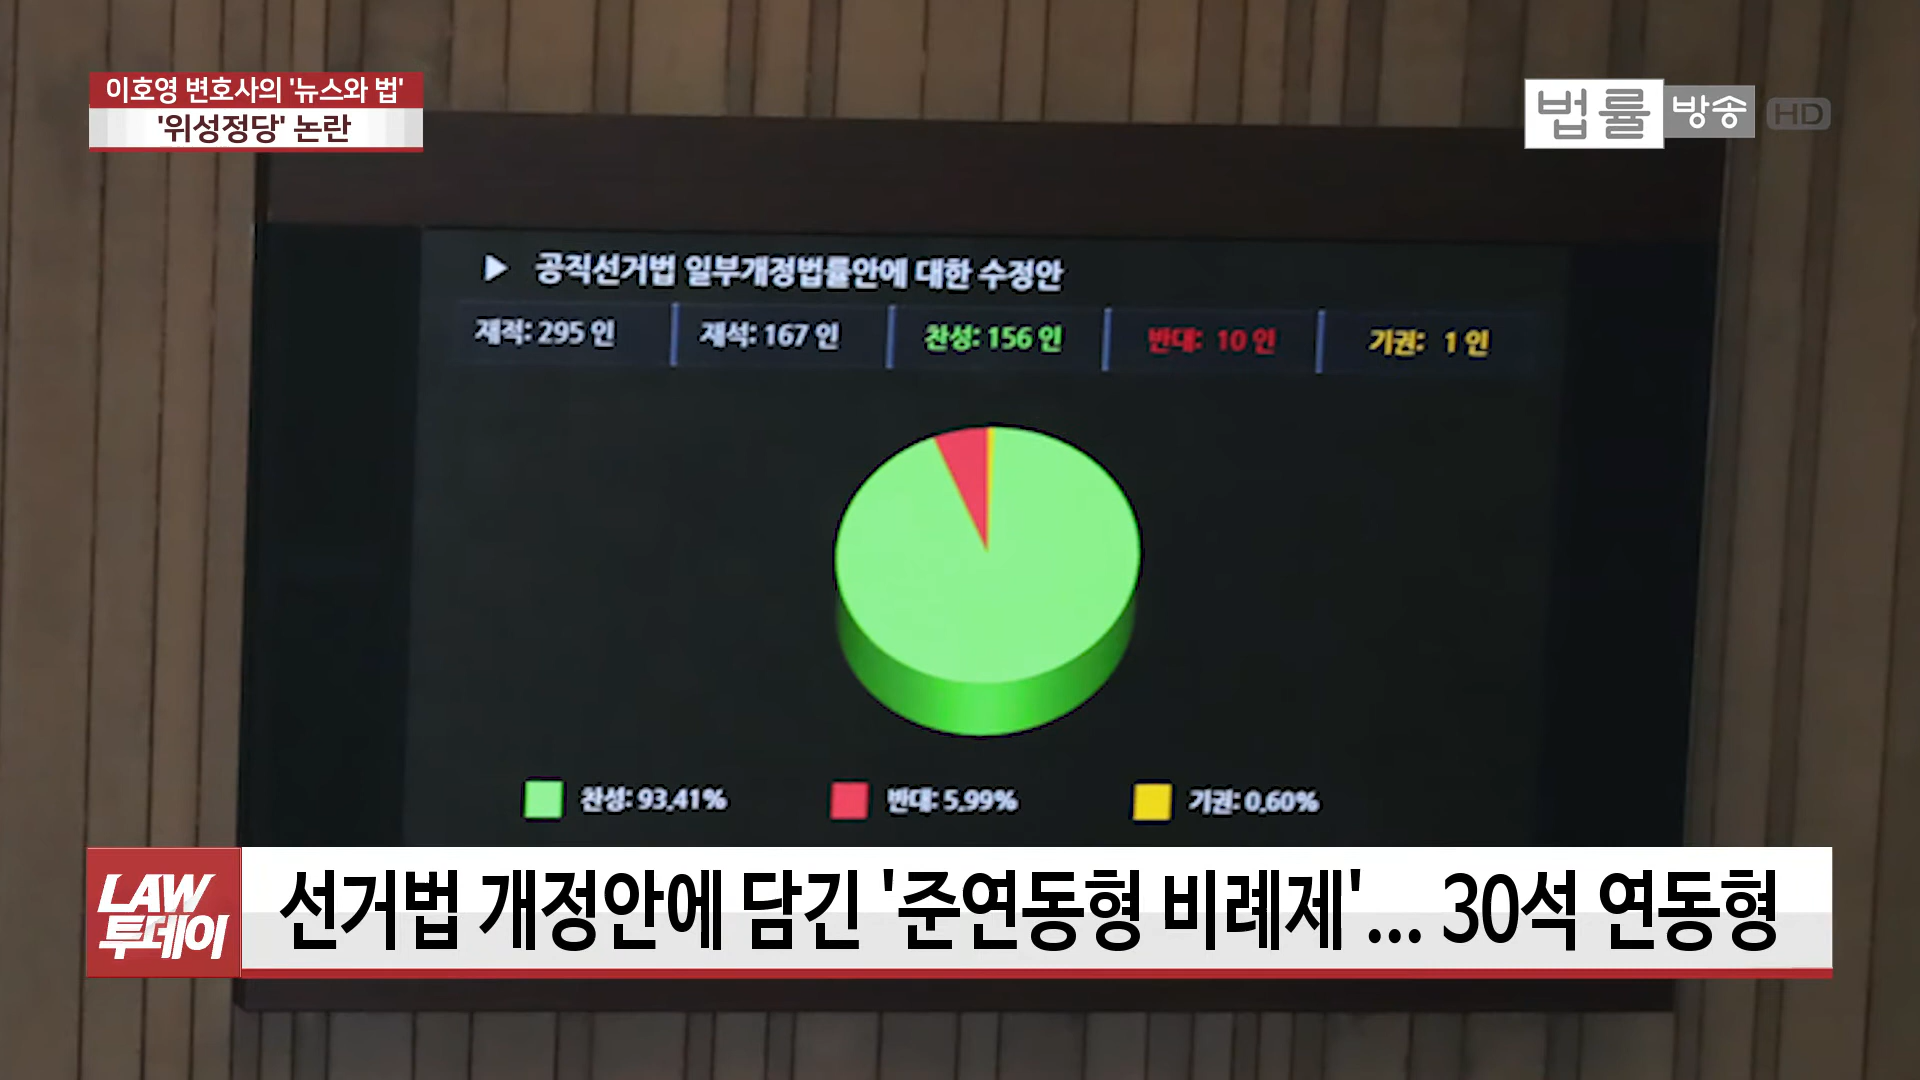 이호영 변호사의 '뉴스와 법'
'위성정당' 논란
법률방송 HD
▶ 공직선거법 일부개정법률안에 대한 수정안
재적: 295 인 재석: 167 인 찬성: 156 인 반대: 10 인 기권: 1 인
찬성: 93.41% 반대: 5.99% 기권: 0.60%
LAW
투데이
선거법 개정안에 담긴 '준연동형 비례제'... 30석 연동형